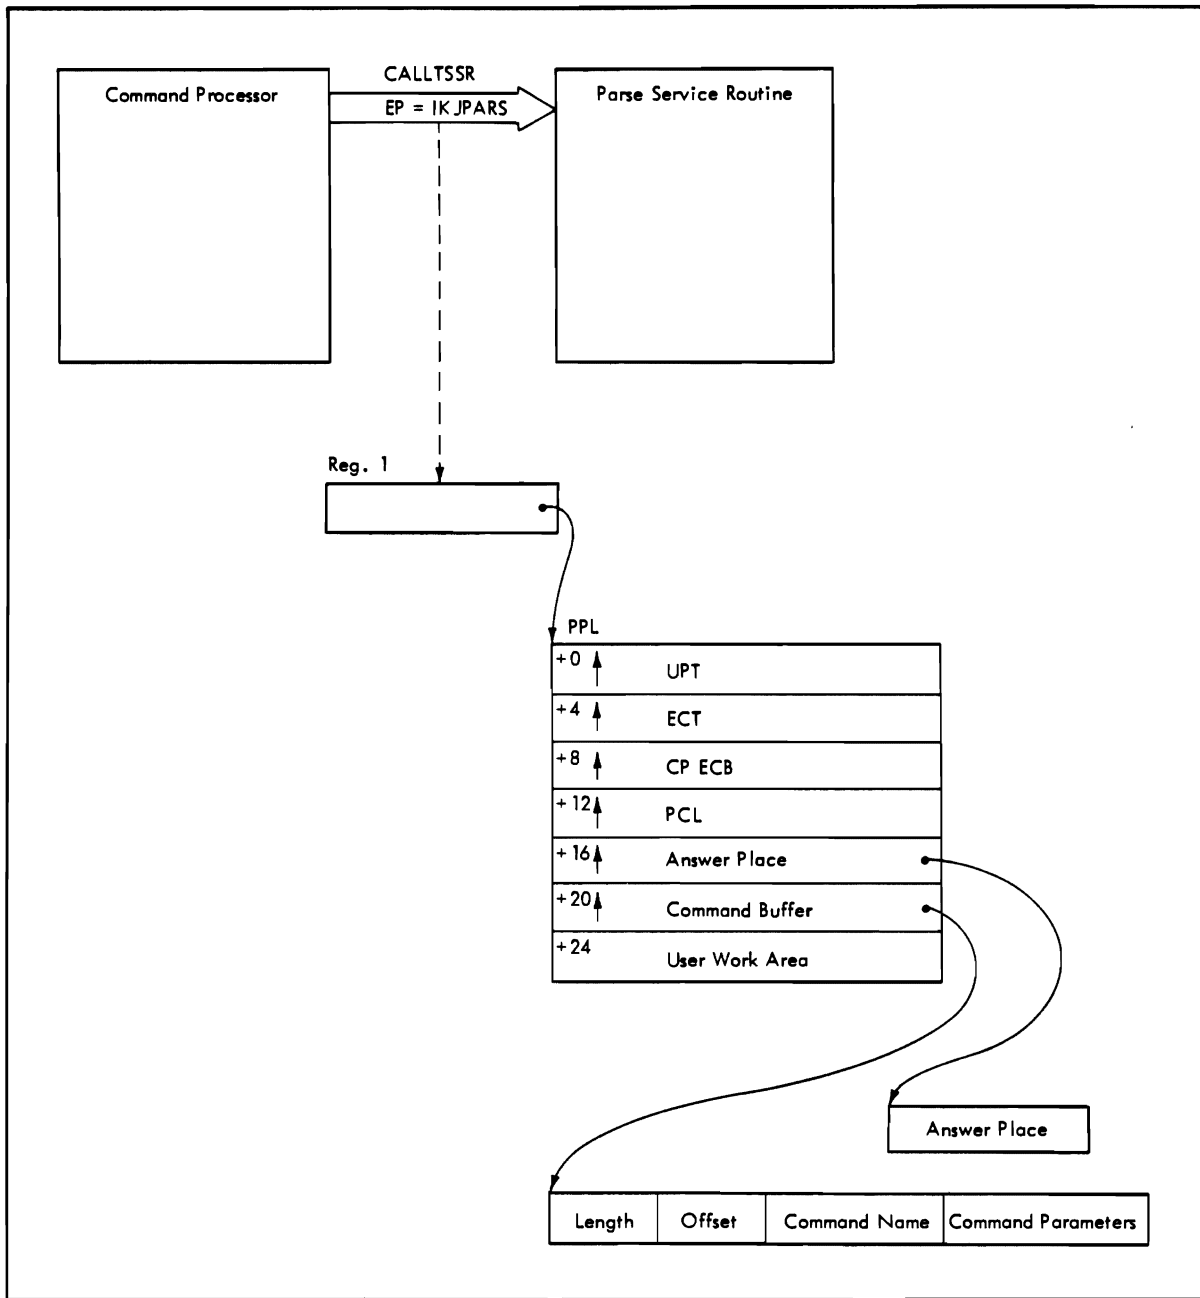 Command Processor
CALLTSSR
EP = IKJPARS
Parse Service Routine
Reg. 1
PPL
+0 UPT
+4 ECT
+8 CP ECB
+12 PCL
+16 Answer Place
+20 Command Buffer
+24 User Work Area
Answer Place
Length Offset Command Name Command Parameters